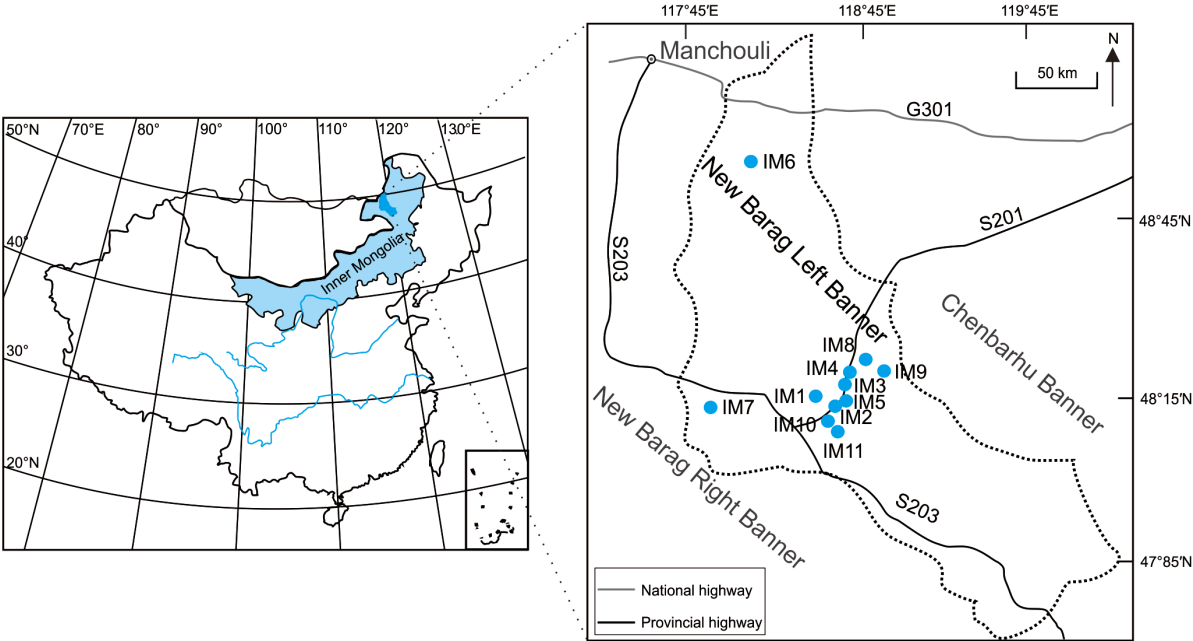 50°N
70°E
80°
90°
100°
110°
120°
130°E
40°
30°
20°N
Inner Mongolia
117°45′E
118°45′E
119°45′E
Manchouli
N
50 km
G301
IM6
New Barag Left Banner
S201
48°45′N
S203
Chenbarhu Banner
IM8
IM4
IM9
IM3
IM1
IM5
48°15′N
IM7
IM2
IM10
IM11
New Barag Right Banner
S203
47°85′N
National highway
Provincial highway